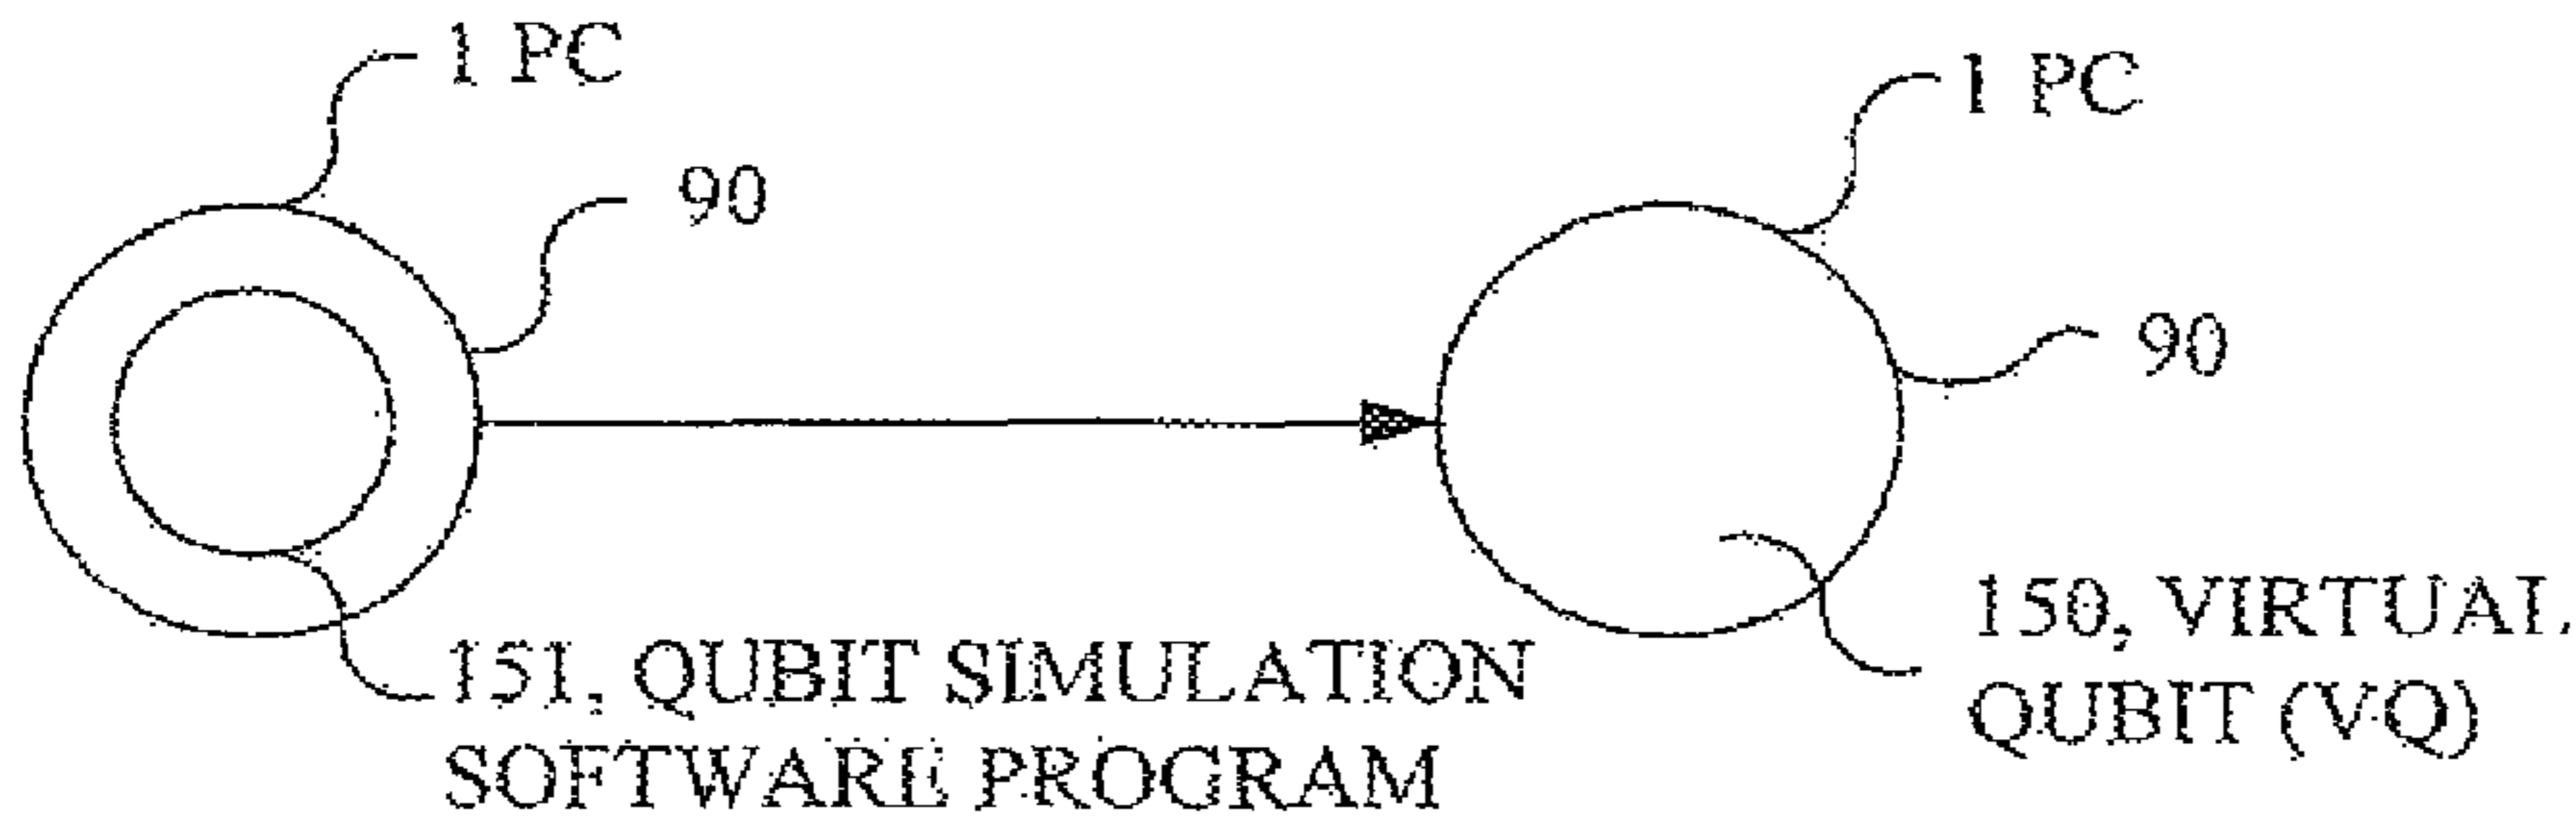 1 PC
90
1 PC
90
151, QUBIT SIMULATION
SOFTWARE PROGRAM
150, VIRTUAL
QUBIT (VQ)